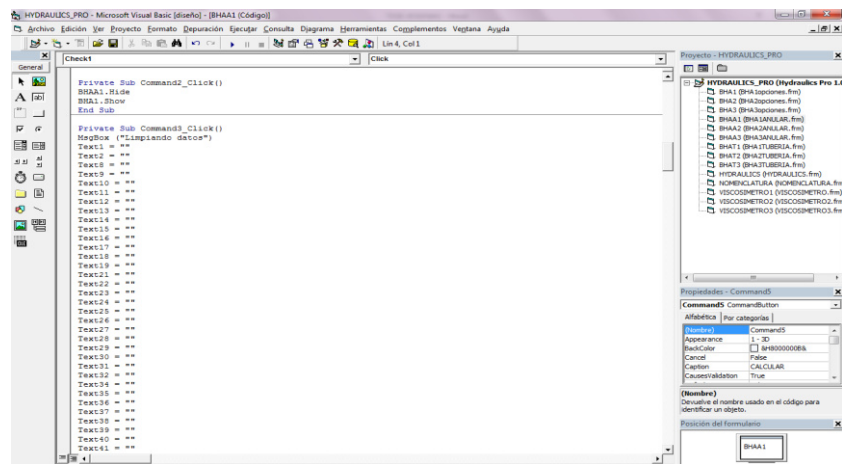 HYDRAULICS_PRO - Microsoft Visual Basic [diseño] - [BHAA1 (Código)]
Archivo Edición Ver Proyecto Formato Depuración Ejecutar Consulta Diagrama Herramientas Complementos Ventana Ayuda
Lín 4, Col 1
General
Check1
Click
Private Sub Command2_Click()
BHAA1.Hide
BHA1.Show
End Sub
Private Sub Command3_Click()
MsgBox ("Limpiando datos")
Text1 = ""
Text2 = ""
Text8 = ""
Text9 = ""
Text10 = ""
Text11 = ""
Text12 = ""
Text13 = ""
Text14 = ""
Text15 = ""
Text16 = ""
Text17 = ""
Text18 = ""
Text19 = ""
Text21 = ""
Text22 = ""
Text23 = ""
Text24 = ""
Text25 = ""
Text26 = ""
Text27 = ""
Text28 = ""
Text29 = ""
Text30 = ""
Text31 = ""
Text32 = ""
Text34 = ""
Text35 = ""
Text36 = ""
Text37 = ""
Text38 = ""
Text39 = ""
Text40 = ""
Text41 = ""
Proyecto - HYDRAULICS_PRO
HYDRAULICS_PRO (Hydraulics Pro 1.0
BHA1 (BHA1opciones.frm)
BHA2 (BHA2opciones.frm)
BHA3 (BHA3opciones.frm)
BHAA1 (BHA1ANULAR.frm)
BHAA2 (BHA2ANULAR.frm)
BHAA3 (BHA3ANULAR.frm)
BHAT1 (BHA1TUBERIA.frm)
BHAT2 (BHA2TUBERIA.frm)
BHAT3 (BHA3TUBERIA.frm)
HYDRAULICS (HYDRAULICS.frm)
NOMENCLATURA (NOMENCLATURA.frm
VISCOSIMETRO1 (VISCOSIMETRO.frm)
VISCOSIMETRO2 (VISCOSIMETRO2.frm
VISCOSIMETRO3 (VISCOSIMETRO3.frm
Propiedades - Command5
Command5 CommandButton
Alfabética Por categorías
(Nombre) Command5
Appearance 1 - 3D
BackColor &H8000000B&
Cancel False
Caption CALCULAR
CausesValidation True
(Nombre)
Devuelve el nombre usado en el código para
identificar un objeto.
Posición del formulario
BHAA1